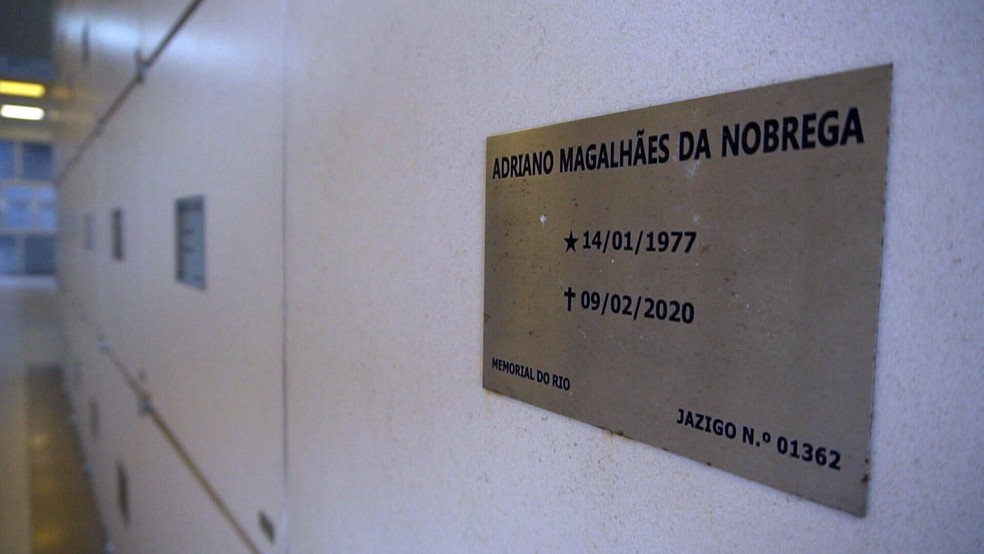 ADRIANO MAGALHÃES DA NOBREGA
★ 14/01/1977
✝ 09/02/2020
MEMORIAL DO RIO
JAZIGO N.º 01362